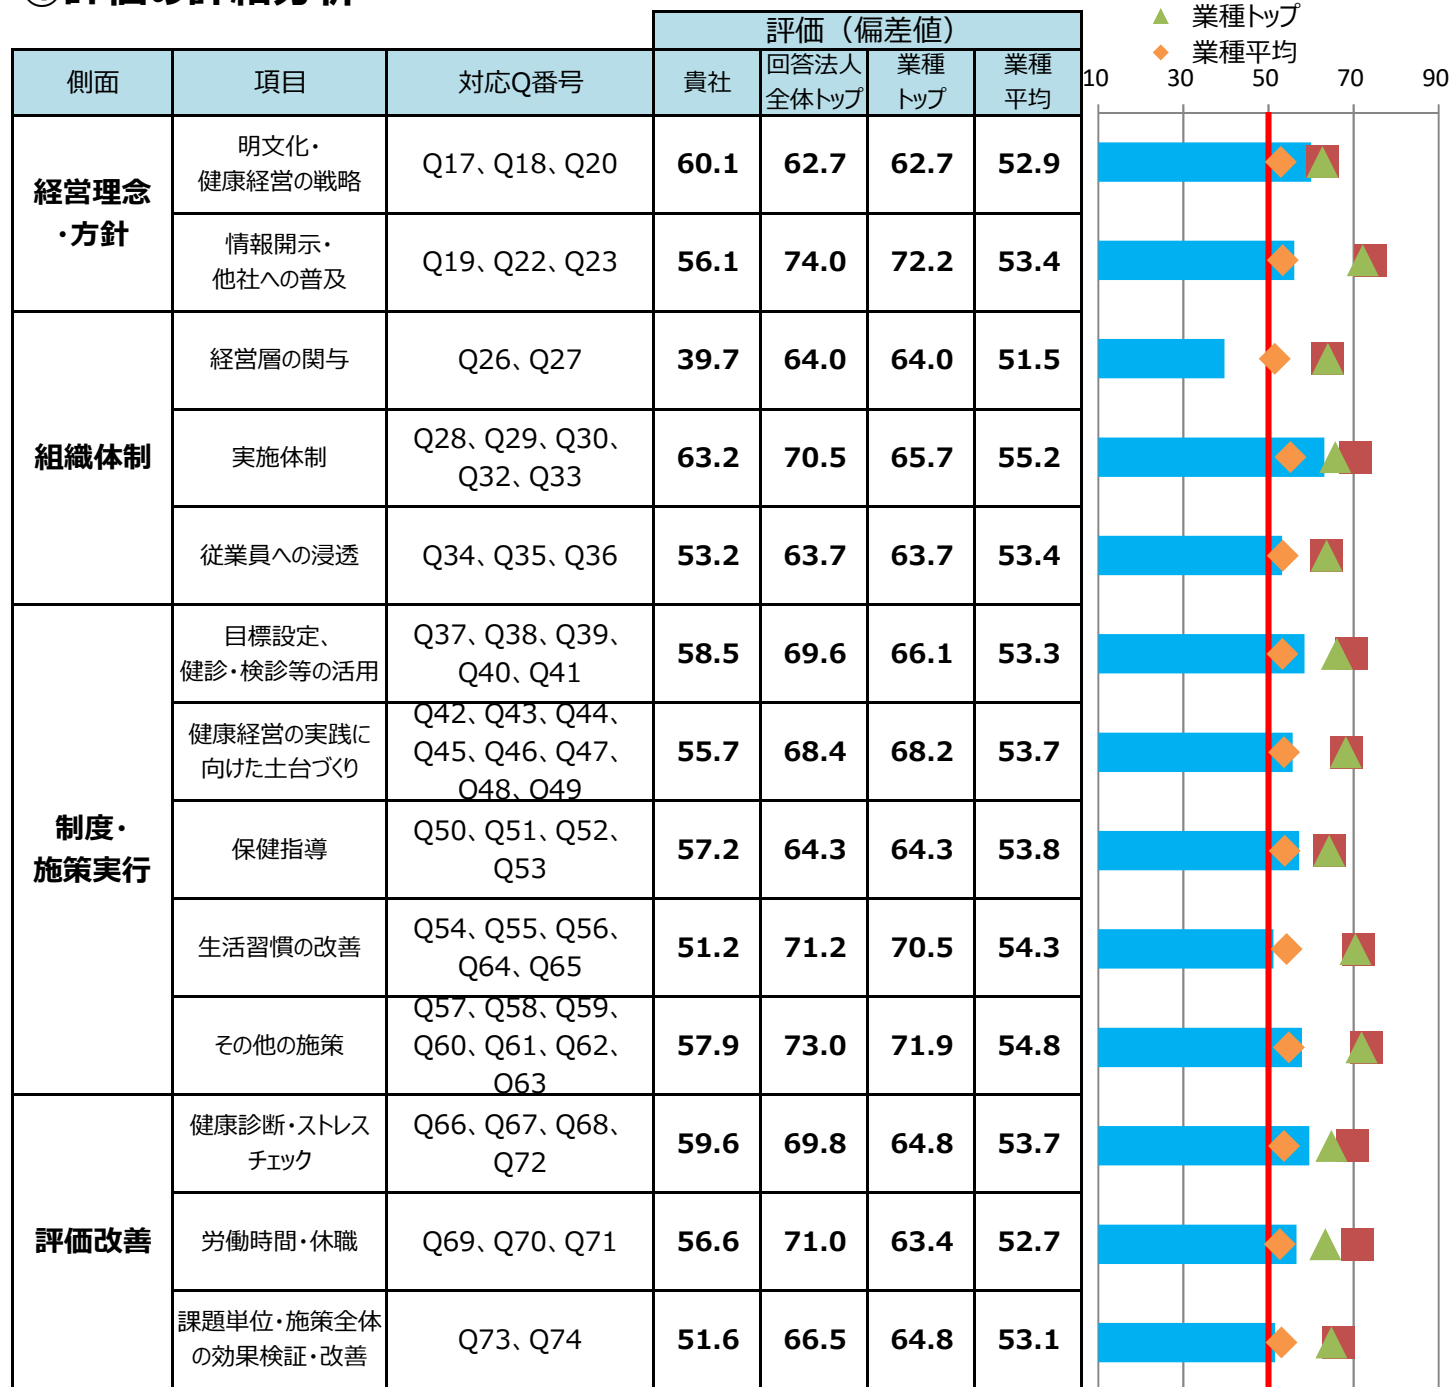 評価(偏差値)
業種トップ
業種平均
側面 項目 対応Q番号 貴社 回答法人 業種 業種
全体トップ トップ 平均
10 30 50 70 90
経営理念
・方針
明文化・
健康経営の戦略
Q17、Q18、Q20
60.1 62.7 62.7 52.9
情報開示・
他社への普及
Q19、Q22、Q23
56.1 74.0 72.2 53.4
組織体制
経営層の関与
Q26、Q27
39.7 64.0 64.0 51.5
実施体制
Q28、Q29、Q30、
Q32、Q33
63.2 70.5 65.7 55.2
従業員への浸透
Q34、Q35、Q36
53.2 63.7 63.7 53.4
制度・
施策実行
目標設定、
健診・検診等の活用
Q37、Q38、Q39、
Q40、Q41
58.5 69.6 66.1 53.3
健康経営の実践に
向けた土台づくり
Q42、Q43、Q44、
Q45、Q46、Q47、
Q48、Q49
55.7 68.4 68.2 53.7
保健指導
Q50、Q51、Q52、
Q53
57.2 64.3 64.3 53.8
生活習慣の改善
Q54、Q55、Q56、
Q64、Q65
51.2 71.2 70.5 54.3
その他の施策
Q57、Q58、Q59、
Q60、Q61、Q62、
Q63
57.9 73.0 71.9 54.8
評価改善
健康診断・ストレス
チェック
Q66、Q67、Q68、
Q72
59.6 69.8 64.8 53.7
労働時間・休職
Q69、Q70、Q71
56.6 71.0 63.4 52.7
課題単位・施策全体
の効果検証・改善
Q73、Q74
51.6 66.5 64.8 53.1